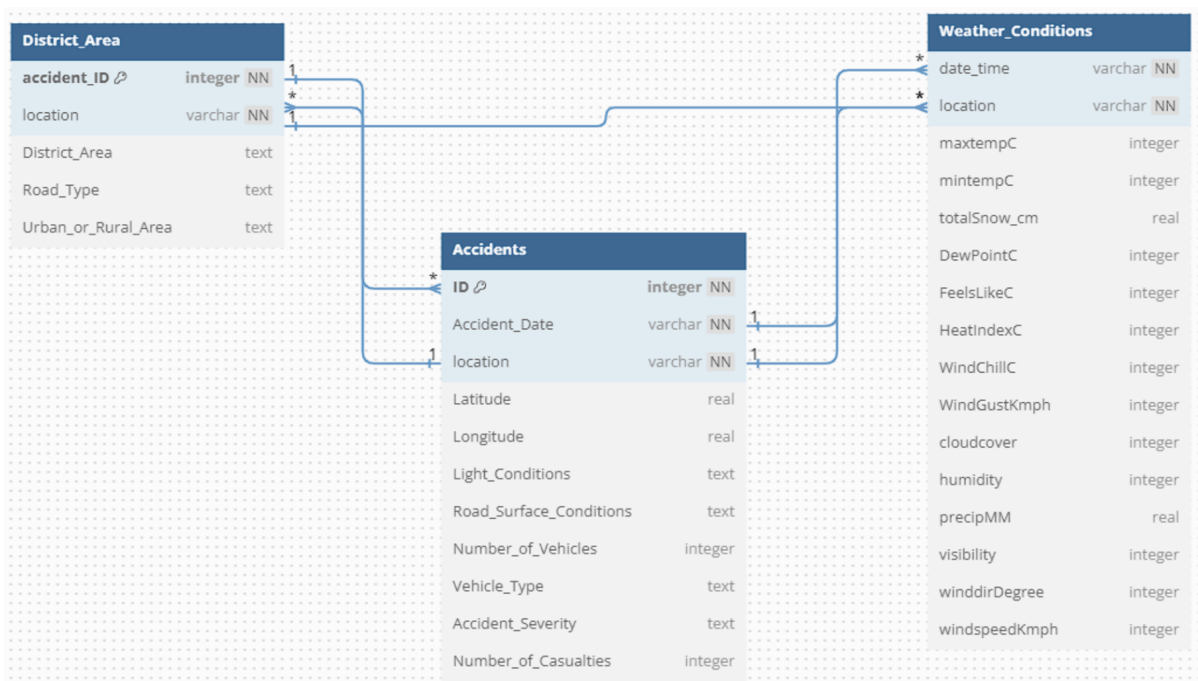 District_Area
accident_ID integer NN
location varchar NN
District_Area text
Road_Type text
Urban_or_Rural_Area text
1
*
1
Accidents
ID integer NN
Accident_Date varchar NN
location varchar NN
Latitude real
Longitude real
Light_Conditions text
Road_Surface_Conditions text
Number_of_Vehicles integer
Vehicle_Type text
Accident_Severity text
Number_of_Casualties integer
*
1
1
1
Weather_Conditions
date_time varchar NN
location varchar NN
maxtempC integer
mintempC integer
totalSnow_cm real
DewPointC integer
FeelsLikeC integer
HeatIndexC integer
WindChillC integer
WindGustKmph integer
cloudcover integer
humidity integer
precipMM real
visibility integer
winddirDegree integer
windspeedKmph integer
*
*